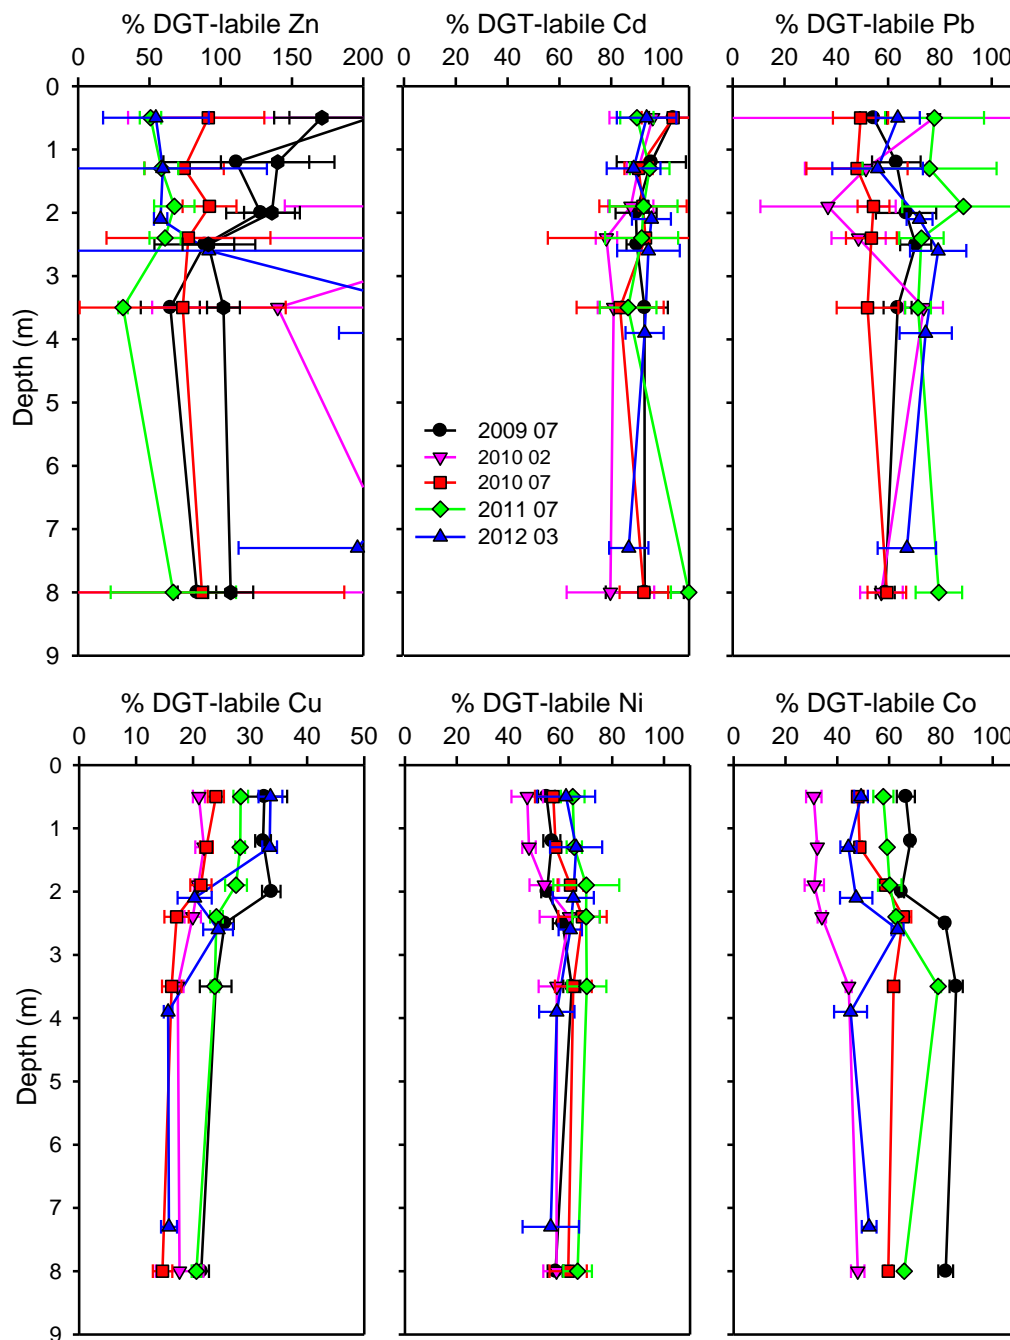 % DGT-labile Zn
% DGT-labile Cd
% DGT-labile Pb
0 50 100 150 200
0 20 40 60 80 100
0 20 40 60 80 100
0
1
2
3
4
5
6
7
8
9
Depth (m)
2009 07
2010 02
2010 07
2011 07
2012 03
% DGT-labile Cu
% DGT-labile Ni
% DGT-labile Co
0 10 20 30 40 50
0 20 40 60 80 100
0 20 40 60 80 100
0
1
2
3
4
5
6
7
8
9
Depth (m)